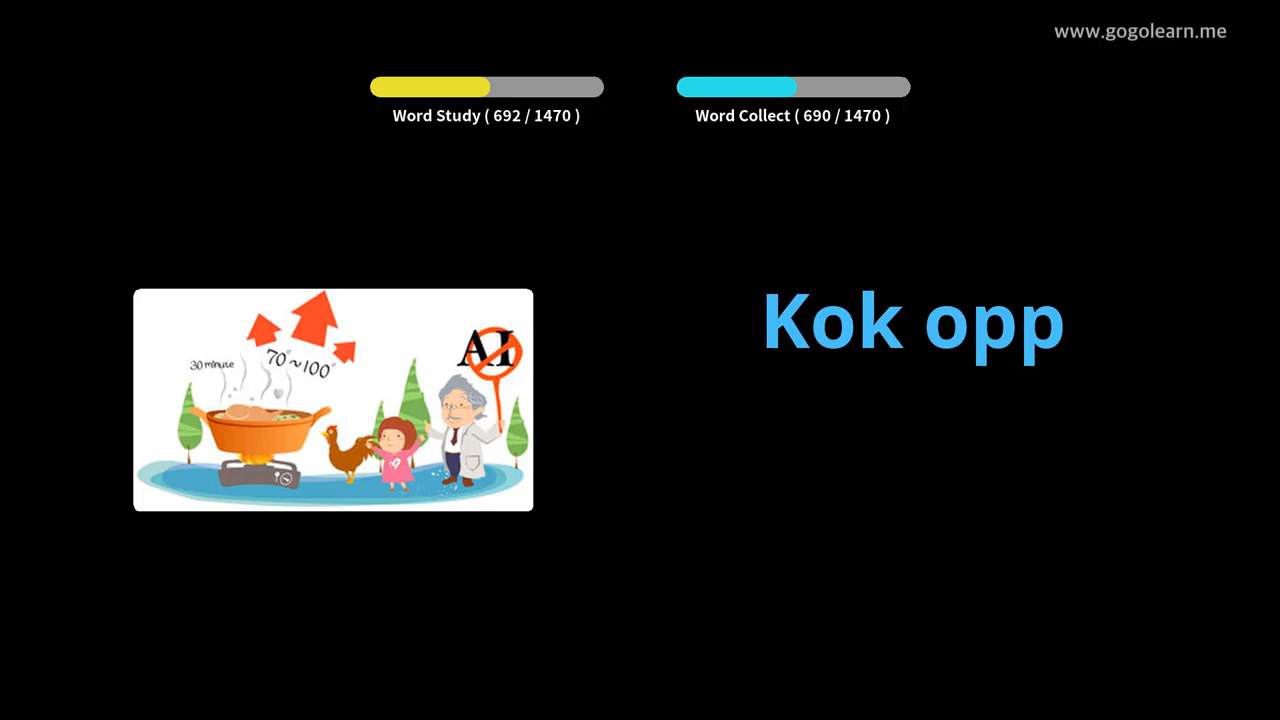 www.gogolearn.me
Word Study ( 692 / 1470 )
Word Collect ( 690 / 1470 )
30 minute
70°~100°
AI
Kok opp